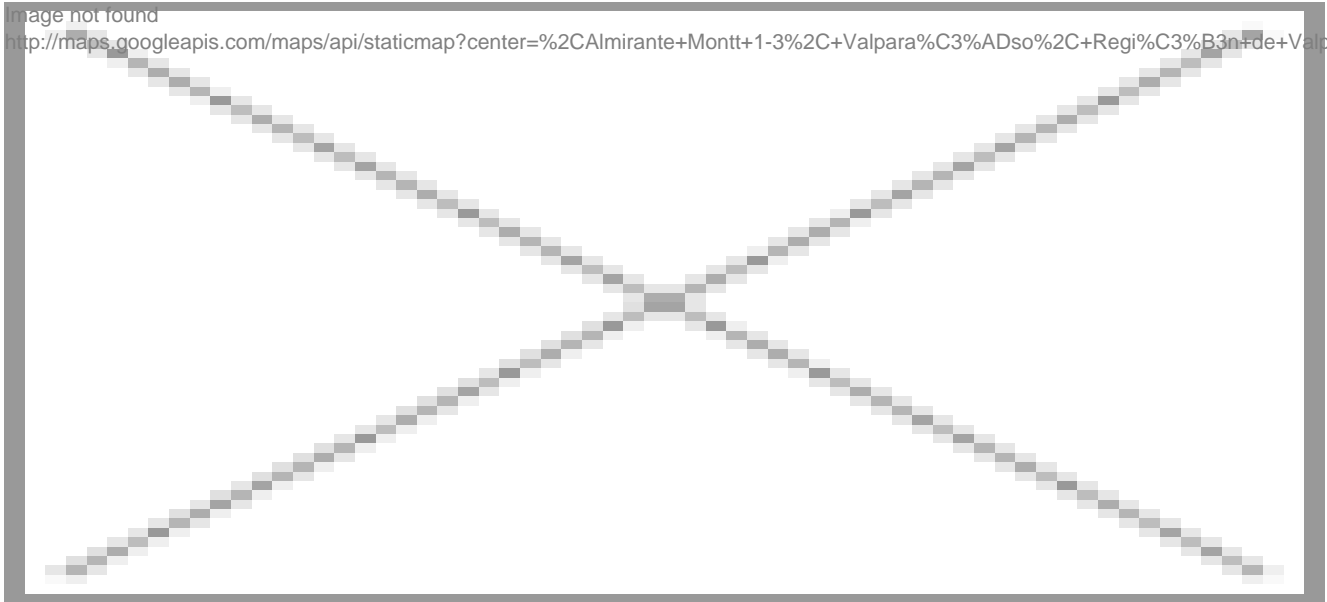 Image not found
http://maps.googleapis.com/maps/api/staticmap?center=%2CAlmirante+Montt+1-3%2C+Valpara%C3%ADso%2C+Regi%C3%B3n+de+Valp